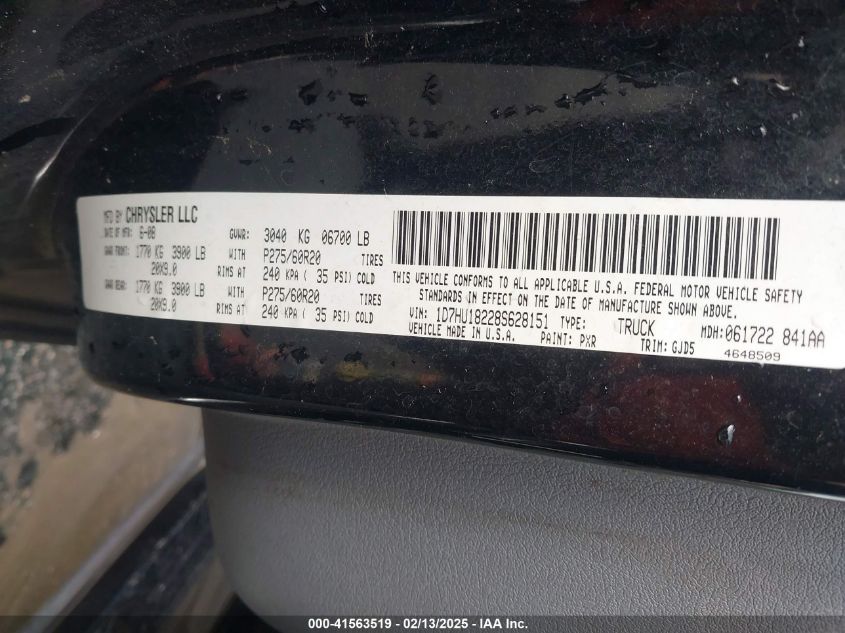 MFD BY CHRYSLER LLC
DATE OF MFR: 6-08 GVWR: 3040 KG 06700 LB
GAWR FRONT: 1770 KG 3900 LB WITH P275/60R20 TIRES
20X9.0 RIMS AT 240 KPA ( 35 PSI) COLD
GAWR REAR: 1770 KG 3900 LB WITH P275/60R20 TIRES
20X9.0 RIMS AT 240 KPA ( 35 PSI) COLD
THIS VEHICLE CONFORMS TO ALL APPLICABLE U.S.A. FEDERAL MOTOR VEHICLE SAFETY
STANDARDS IN EFFECT ON THE DATE OF MANUFACTURE SHOWN ABOVE.
VIN: 1D7HU18228S628151 TYPE: TRUCK MDH: 061722 841AA
VEHICLE MADE IN U.S.A. PAINT: PXR TRIM: GJD5 4648509
000-41563519 - 02/13/2025 - IAAI.com, Inc.